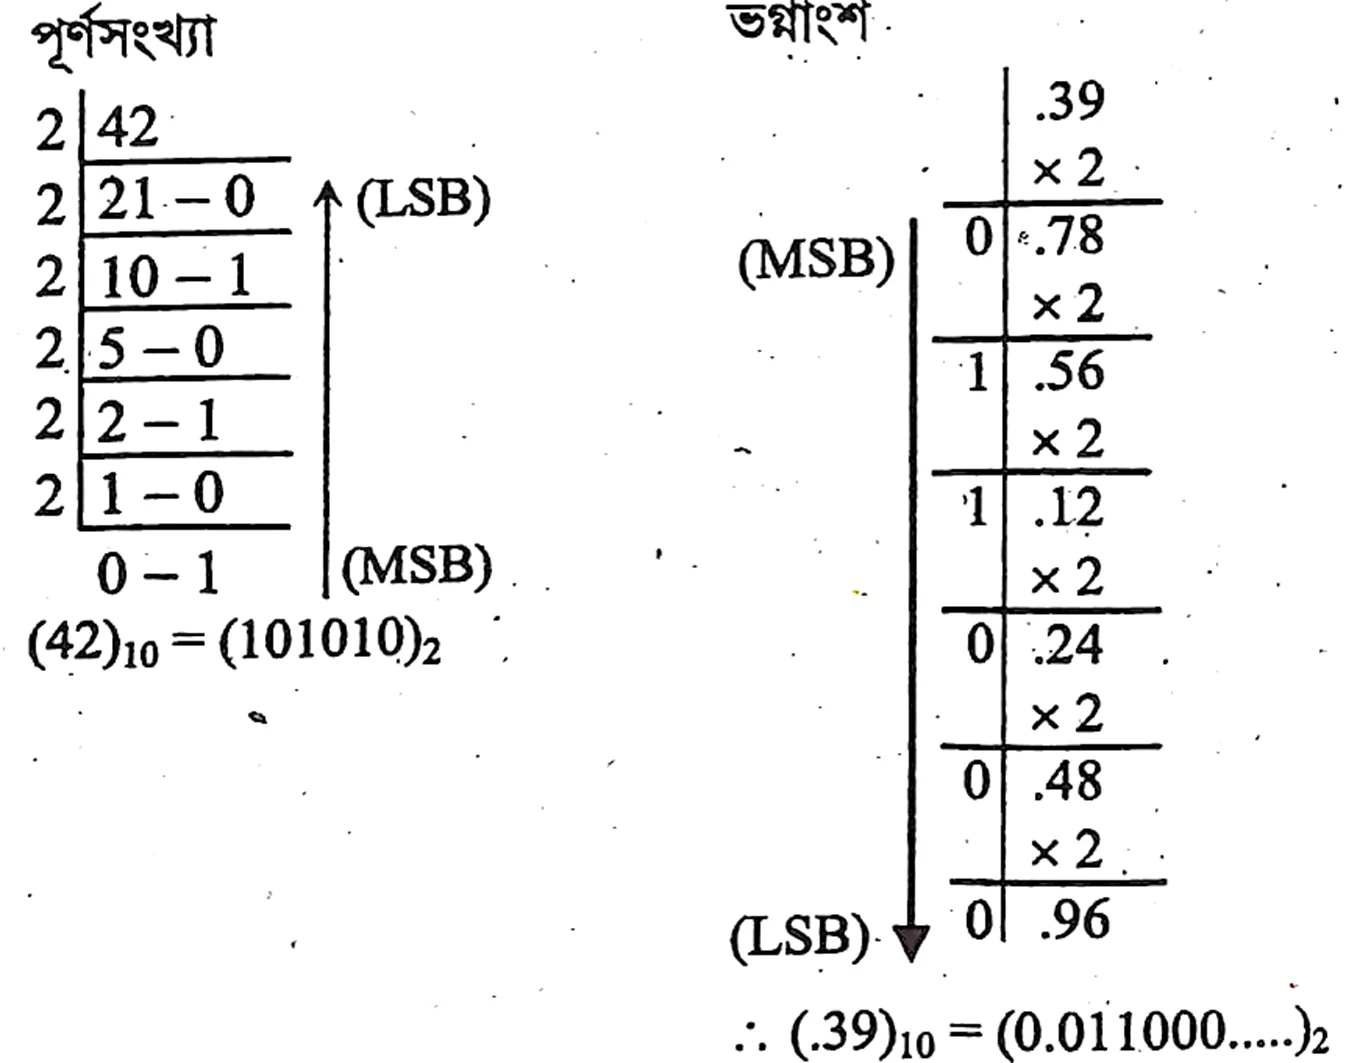 পূর্ণসংখ্যা
2 42
2 21 – 0 (LSB)
2 10 – 1
2 5 – 0
2 2 – 1
2 1 – 0
0 – 1 (MSB)
(42)₁₀ = (101010)₂
ভগ্নাংশ
.39
× 2
(MSB) 0 .78
× 2
1 .56
× 2
1 .12
× 2
0 .24
× 2
0 .48
× 2
(LSB) 0 .96
∴ (.39)₁₀ = (0.011000.....)₂